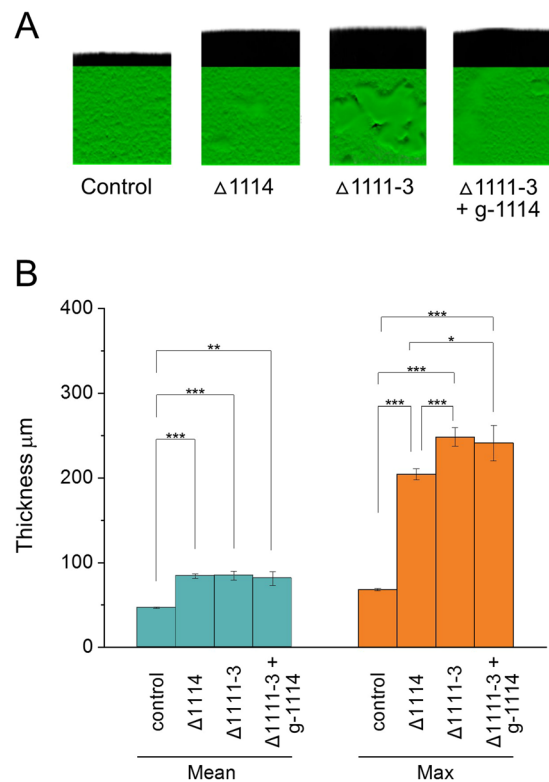 A
Control
Δ1114
Δ1111-3
Δ1111-3
+ g-1114
B
Thickness μm
400
300
200
100
0
**
***
***
***
*
***
***
***
control
Δ1114
Δ1111-3
Δ1111-3 +
g-1114
control
Δ1114
Δ1111-3
Δ1111-3 +
g-1114
Mean
Max